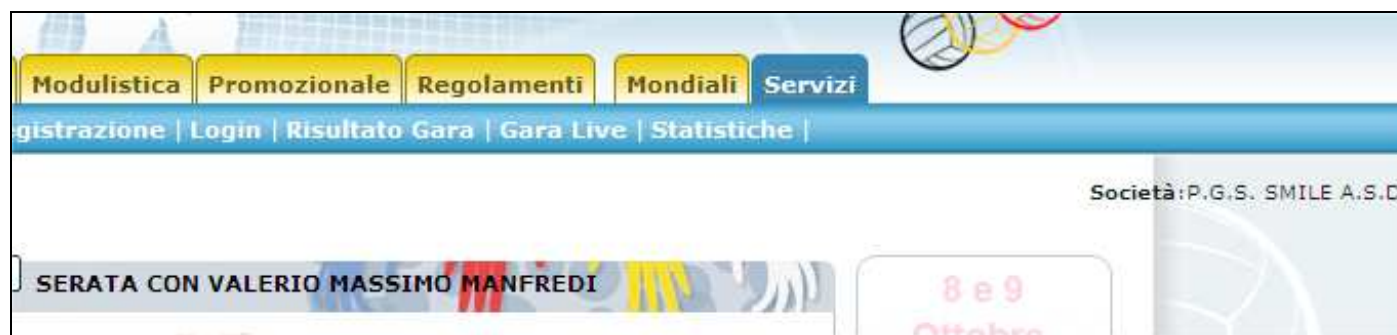 Modulistica Promozionale Regolamenti Mondiali Servizi
gistrazione | Login | Risultato Gara | Gara Live | Statistiche |
Società:P.G.S. SMILE A.S.D
SERATA CON VALERIO MASSIMO MANFREDI
8 e 9
Ottobre